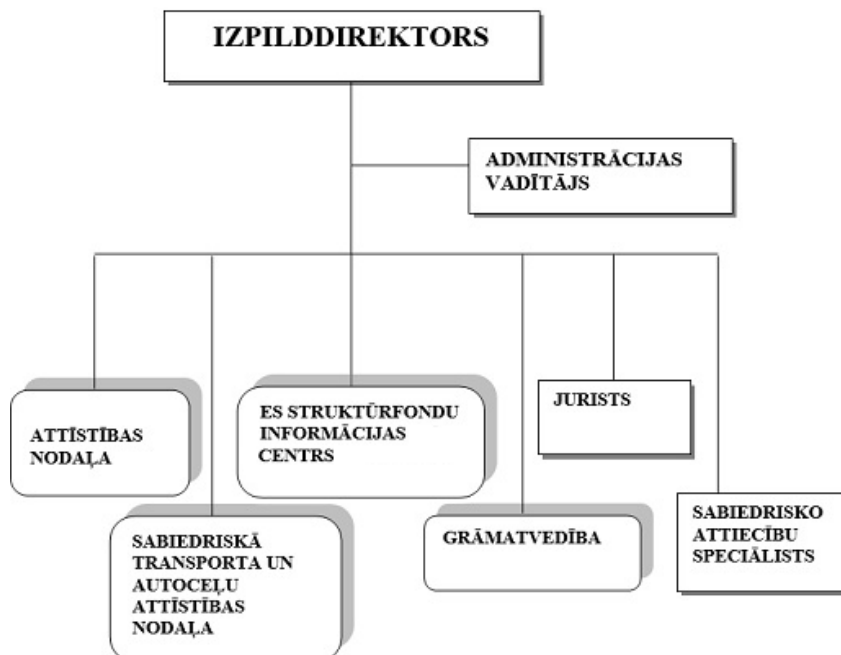 IZPILDDIREKTORS
ADMINISTRĀCIJAS
VADĪTĀJS
ATTĪSTĪBAS
NODAĻA
ES STRUKTŪRFONDU
INFORMĀCIJAS
CENTRS
JURISTS
SABIEDRISKĀ
TRANSPORTA UN
AUTOCEĻU
ATTĪSTĪBAS
NODAĻA
GRĀMATVEDĪBA
SABIEDRISKO
ATTIECĪBU
SPECIĀLISTS